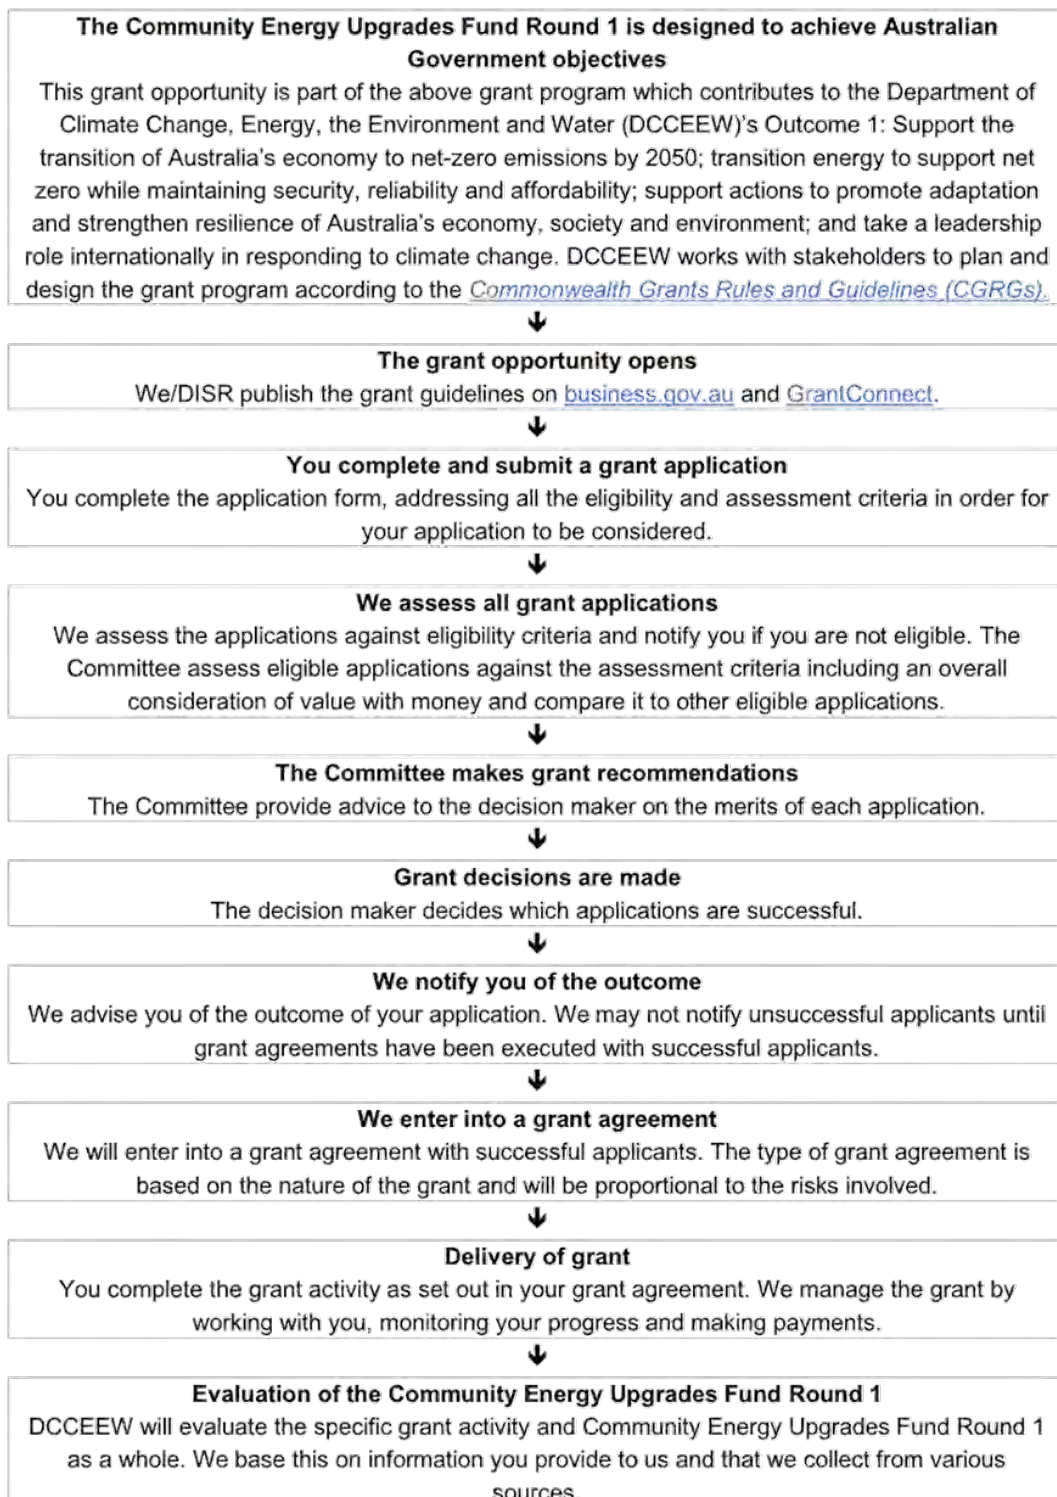 The Community Energy Upgrades Fund Round 1 is designed to achieve Australian
Government objectives
This grant opportunity is part of the above grant program which contributes to the Department of
Climate Change, Energy, the Environment and Water (DCCEEW)'s Outcome 1: Support the
transition of Australia's economy to net-zero emissions by 2050; transition energy to support net
zero while maintaining security, reliability and affordability; support actions to promote adaptation
and strengthen resilience of Australia's economy, society and environment; and take a leadership
role internationally in responding to climate change. DCCEEW works with stakeholders to plan and
design the grant program according to the Commonwealth Grants Rules and Guidelines (CGRGs).
The grant opportunity opens
We/DISR publish the grant guidelines on business.gov.au and GrantConnect.
You complete and submit a grant application
You complete the application form, addressing all the eligibility and assessment criteria in order for
your application to be considered.
We assess all grant applications
We assess the applications against eligibility criteria and notify you if you are not eligible. The
Committee assess eligible applications against the assessment criteria including an overall
consideration of value with money and compare it to other eligible applications.
The Committee makes grant recommendations
The Committee provide advice to the decision maker on the merits of each application.
Grant decisions are made
The decision maker decides which applications are successful.
We notify you of the outcome
We advise you of the outcome of your application. We may not notify unsuccessful applicants until
grant agreements have been executed with successful applicants.
We enter into a grant agreement
We will enter into a grant agreement with successful applicants. The type of grant agreement is
based on the nature of the grant and will be proportional to the risks involved.
Delivery of grant
You complete the grant activity as set out in your grant agreement. We manage the grant by
working with you, monitoring your progress and making payments.
Evaluation of the Community Energy Upgrades Fund Round 1
DCCEEW will evaluate the specific grant activity and Community Energy Upgrades Fund Round 1
as a whole. We base this on information you provide to us and that we collect from various
sources.